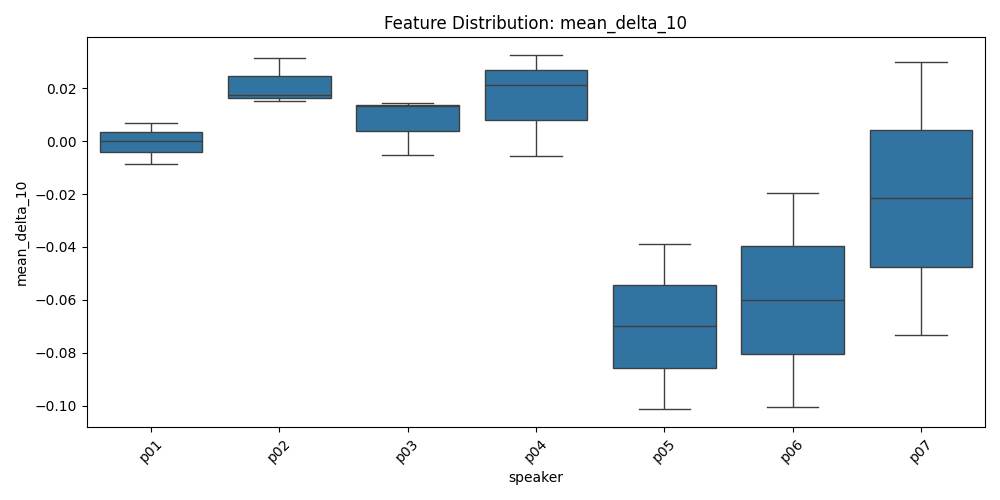 Feature Distribution: mean_delta_10
mean_delta_10
0.02
0.00
−0.02
−0.04
−0.06
−0.08
−0.10
p01
p02
p03
p04
p05
p06
p07
speaker